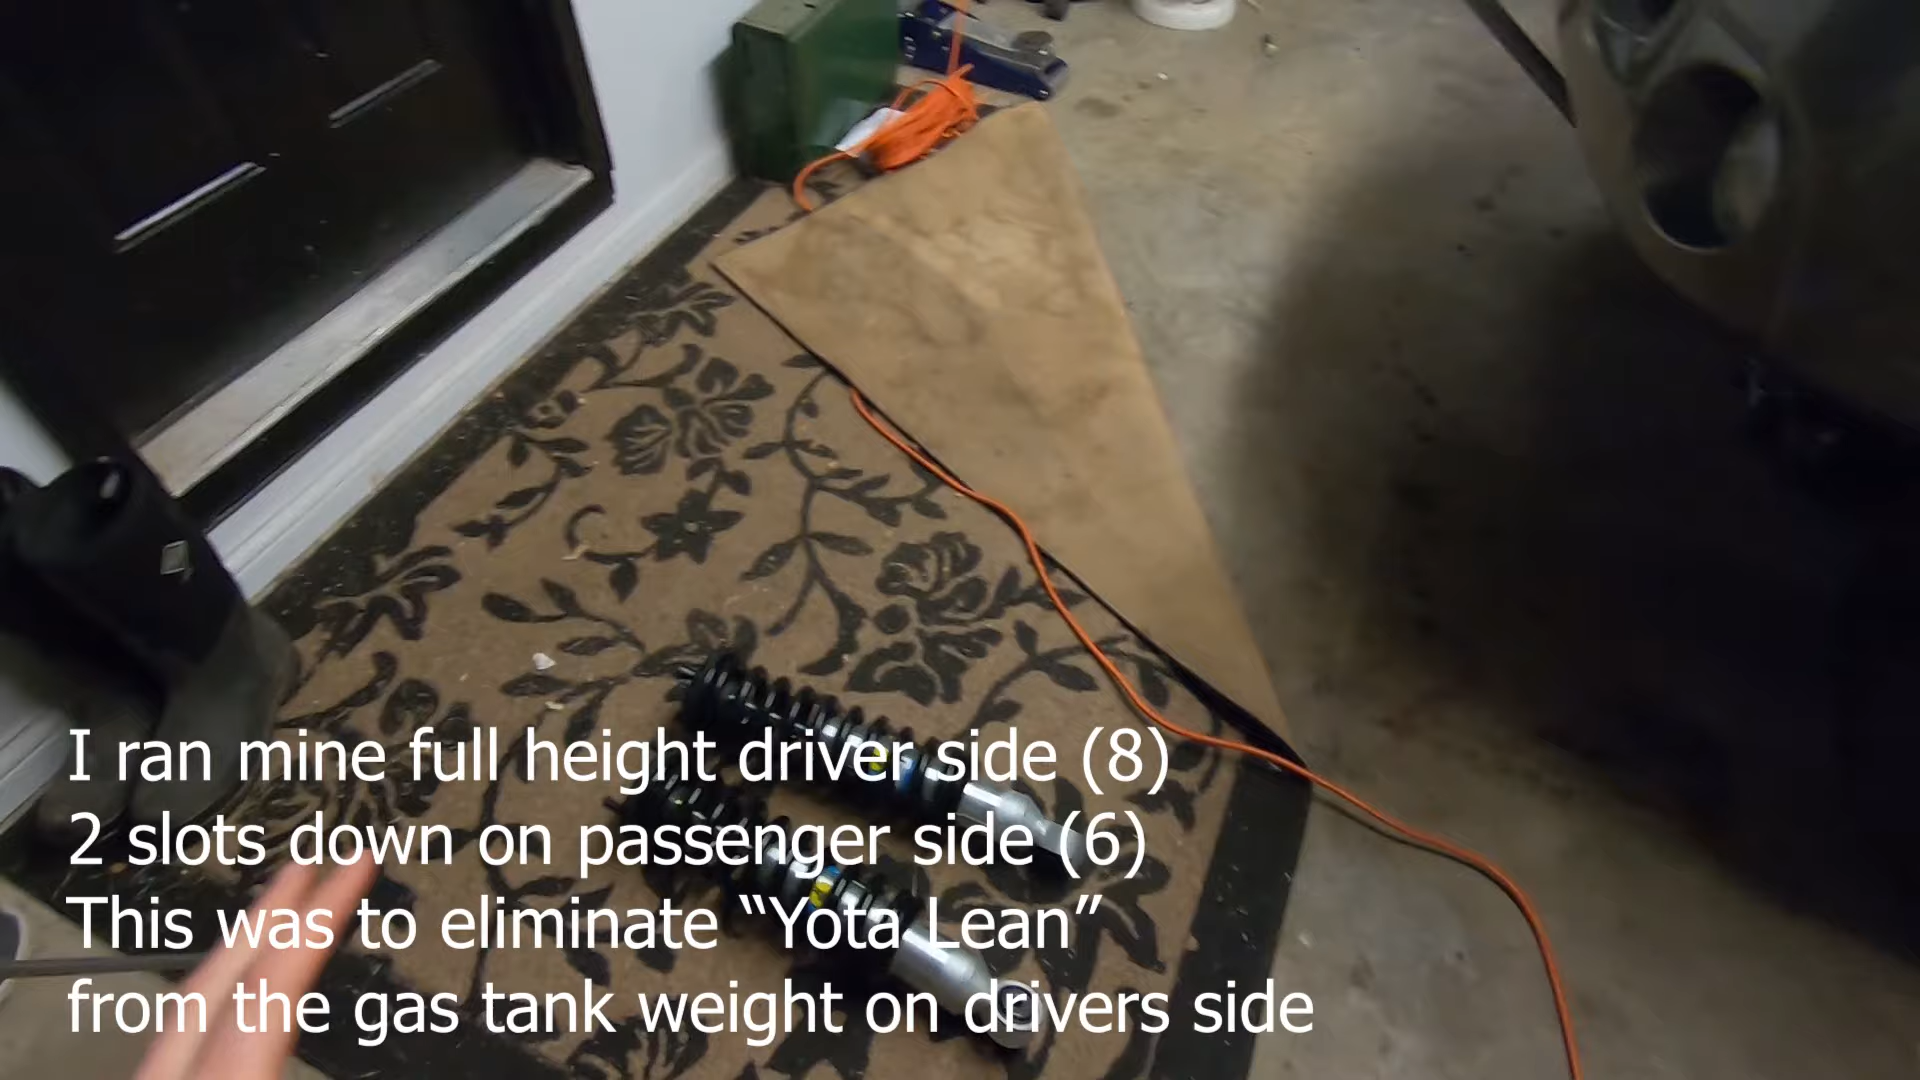 I ran mine full height driver side (8)
2 slots down on passenger side (6)
This was to eliminate “Yota Lean”
from the gas tank weight on drivers side